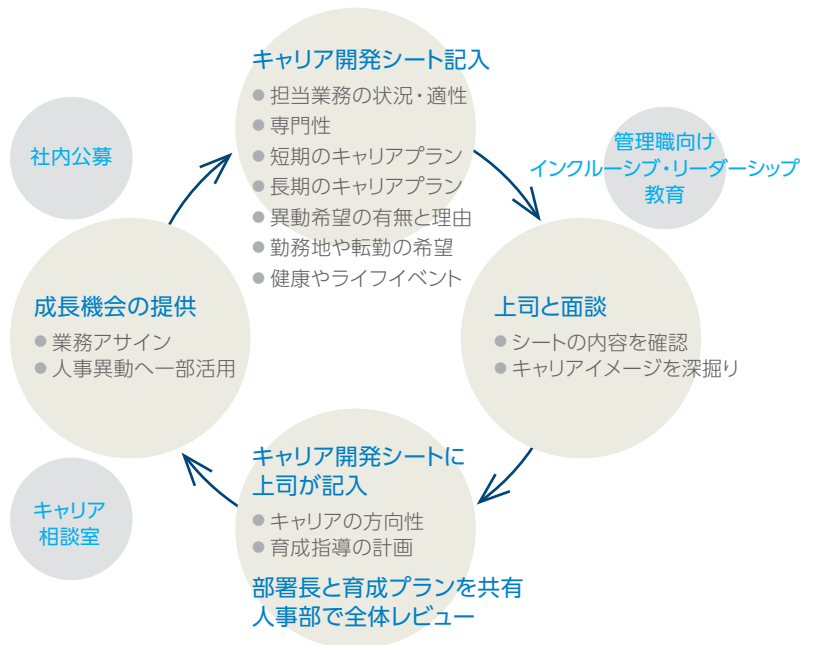 キャリア開発シート記入
● 担当業務の状況・適性
● 専門性
● 短期のキャリアプラン
● 長期のキャリアプラン
● 異動希望の有無と理由
● 勤務地や転勤の希望
● 健康やライフイベント
管理職向け
インクルーシブ・リーダーシップ
教育
上司と面談
● シートの内容を確認
● キャリアイメージを深掘り
キャリア開発シートに
上司が記入
● キャリアの方向性
● 育成指導の計画
部署長と育成プランを共有
人事部で全体レビュー
キャリア
相談室
成長機会の提供
● 業務アサイン
● 人事異動へ一部活用
社内公募